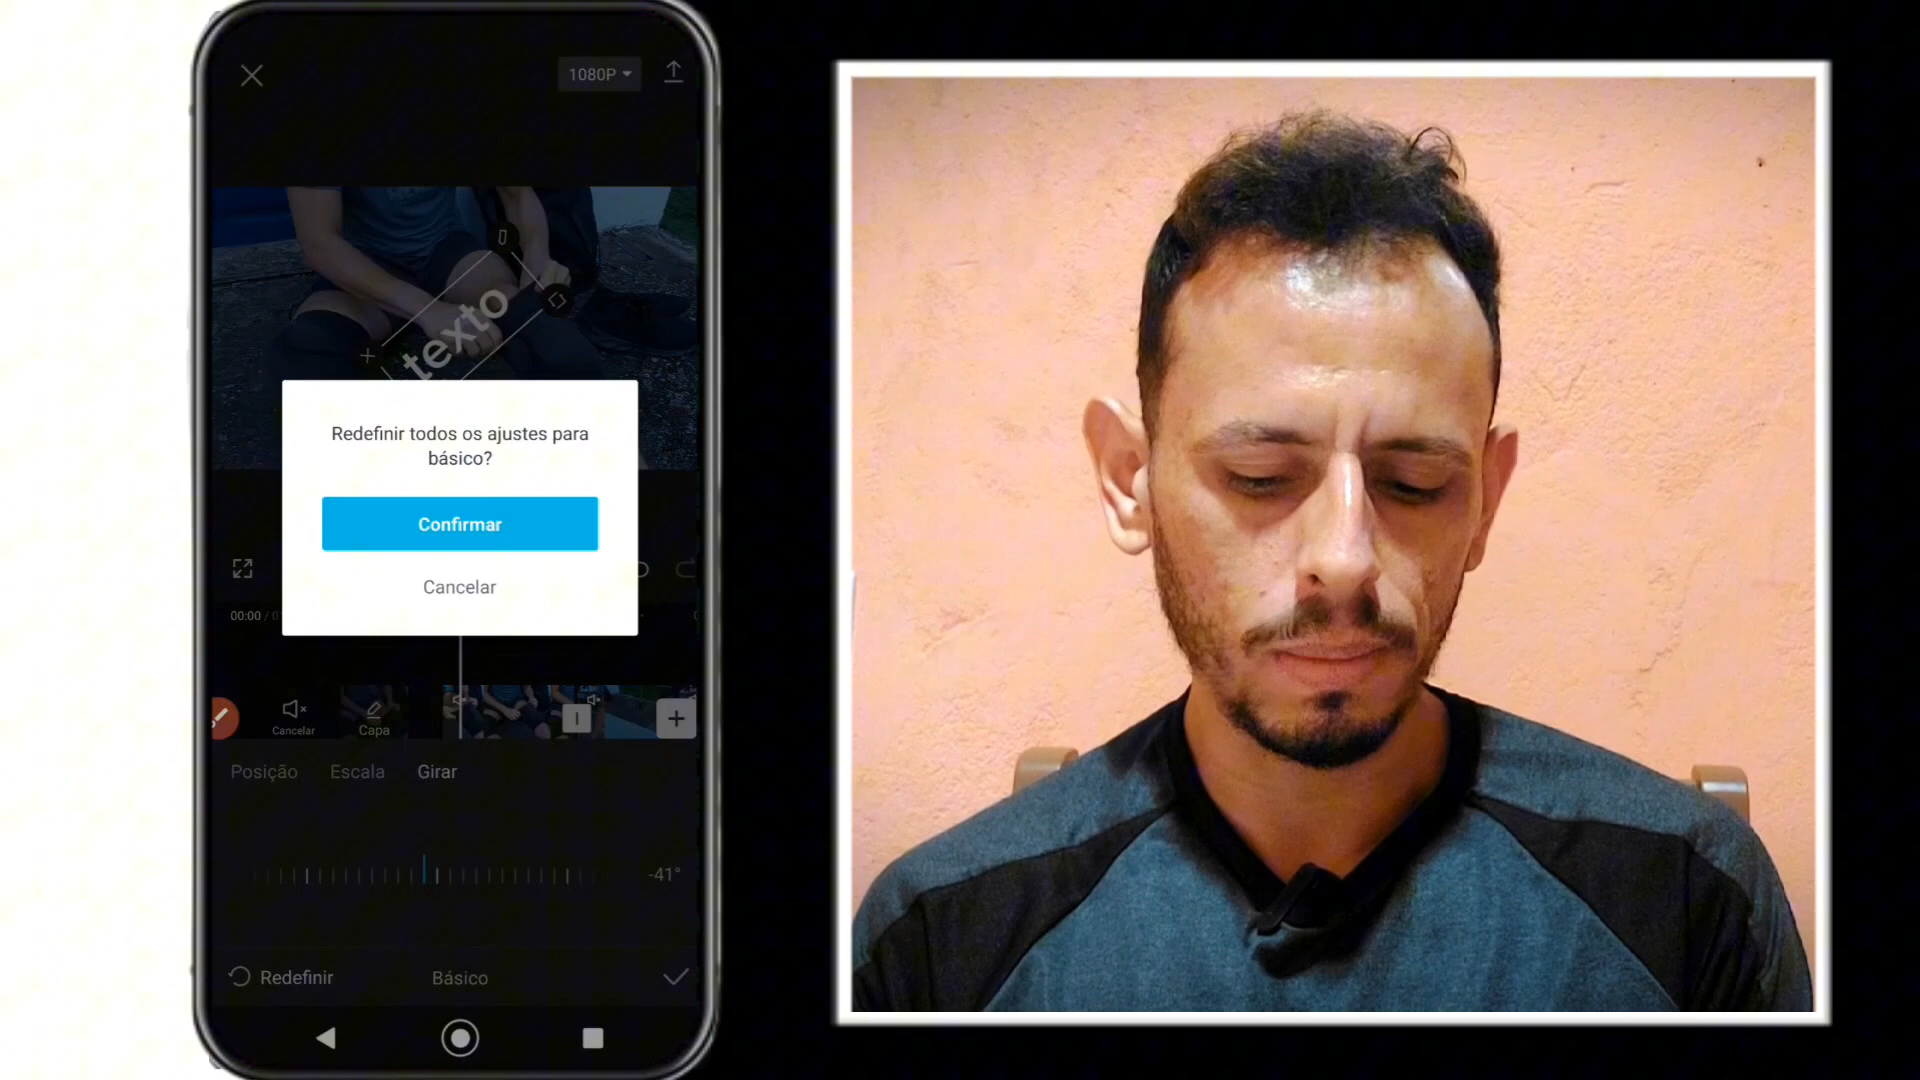 1080P
texto
Redefinir todos os ajustes para
básico?
Confirmar
Cancelar
00:00 / 0
Cancelar
Capa
Posição Escala Girar
-41°
Redefinir Básico